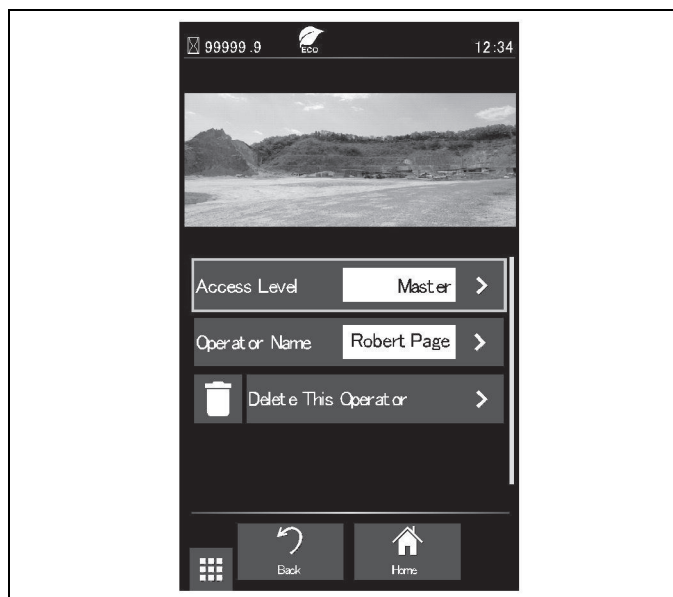 99999.9
ECO
12:34
Access Level Master
Operator Name Robert Page
Delete This Operator
Back Home